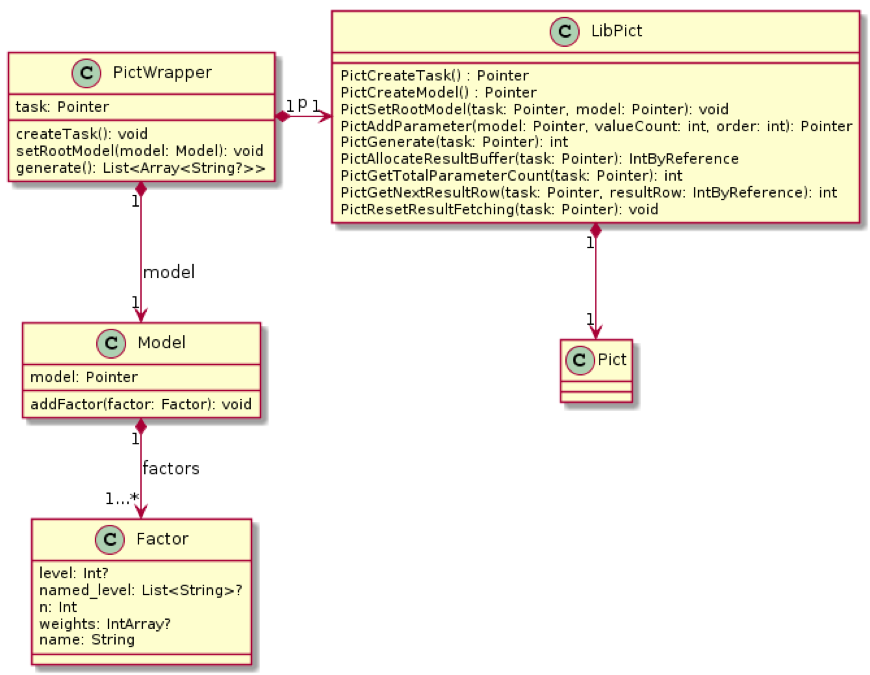 C PictWrapper
task: Pointer
createTask(): void
setRootModel(model: Model): void
generate(): List<Array<String?>>
1 p 1
C LibPict
PictCreateTask() : Pointer
PictCreateModel() : Pointer
PictSetRootModel(task: Pointer, model: Pointer): void
PictAddParameter(model: Pointer, valueCount: int, order: int): Pointer
PictGenerate(task: Pointer): int
PictAllocateResultBuffer(task: Pointer): IntByReference
PictGetTotalParameterCount(task: Pointer): int
PictGetNextResultRow(task: Pointer, resultRow: IntByReference): int
PictResetResultFetching(task: Pointer): void
1
model
1
1
1
C Model
model: Pointer
addFactor(factor: Factor): void
C Pict
1
factors
1...*
C Factor
level: Int?
named_level: List<String>?
n: Int
weights: IntArray?
name: String